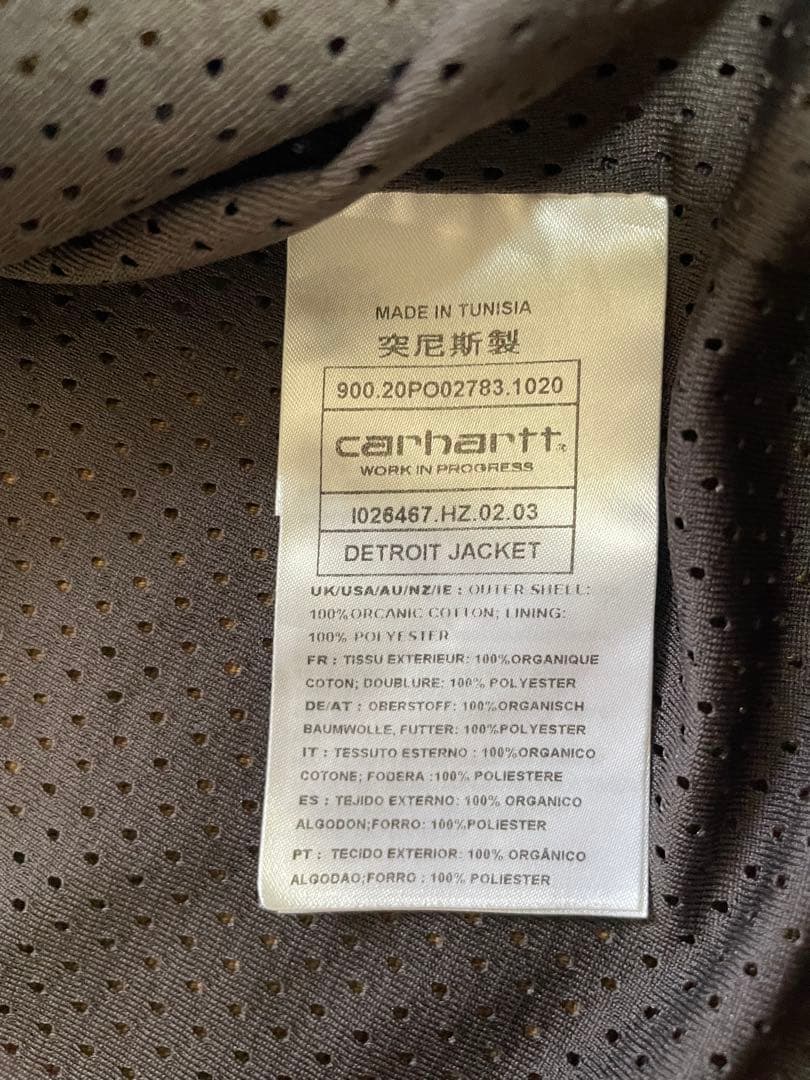 MADE IN TUNISIA
突尼斯製
900.20PO02783.1020
carhartt®
WORK IN PROGRESS
I026467.HZ.02.03
DETROIT JACKET
UK/USA/AU/NZ/IE : OUTER SHELL:
100%ORCANIC COTTON; LINING:
100% POLYESTER
FR : TISSU EXTERIEUR: 100%ORGANIQUE
COTON; DOUBLURE: 100% POLYESTER
DE/AT : OBERSTOFF: 100%ORGANISCH
BAUMWOLLE, FUTTER: 100%POLYESTER
IT : TESSUTO ESTERNO : 100%ORGANICO
COTONE; FODERA :100% POLIESTERE
ES : TEJIDO EXTERNO: 100% ORGANICO
ALGODON;FORRO: 100%POLIESTER
PT : TECIDO EXTERIOR: 100% ORGÂNICO
ALGODAO;FORRO : 100% POLIESTER